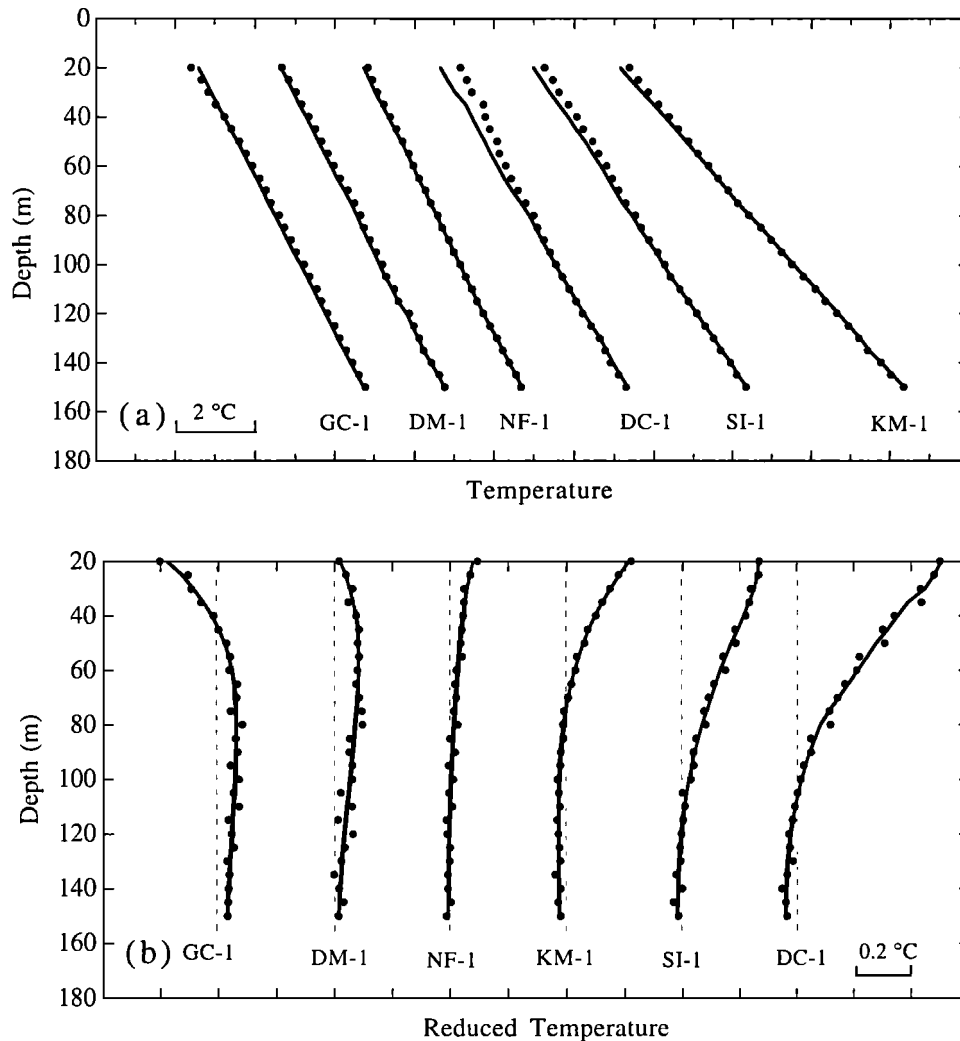 0
20
40
60
80
100
120
140
160
180
Depth (m)
(a)
2 °C
GC-1 DM-1 NF-1 DC-1 SI-1 KM-1
Temperature
20
40
60
80
100
120
140
160
180
Depth (m)
(b)
GC-1 DM-1 NF-1 KM-1 SI-1 DC-1
0.2 °C
Reduced Temperature